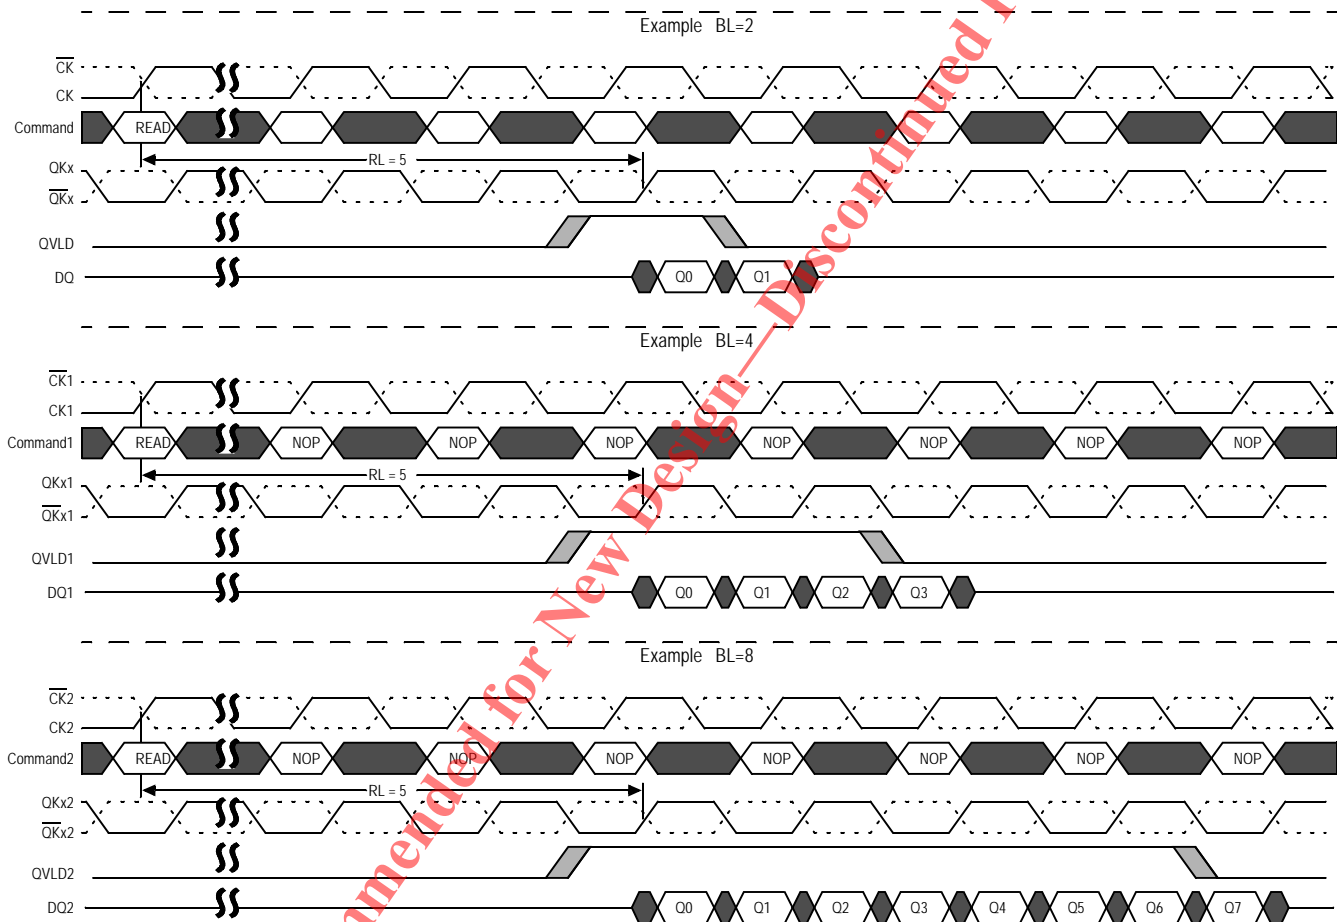 Example BL=2
CK
CK
Command READ
RL = 5
QKx
QKx
QVLD
DQ Q0 Q1
Example BL=4
CK1
CK1
Command1 READ NOP NOP NOP NOP NOP NOP NOP
RL = 5
QKx1
QKx1
QVLD1
DQ1 Q0 Q1 Q2 Q3
Example BL=8
CK2
CK2
Command2 READ NOP NOP NOP NOP NOP NOP NOP
RL = 5
QKx2
QKx2
QVLD2
DQ2 Q0 Q1 Q2 Q3 Q4 Q5 Q6 Q7
mmended for New Design—Discontinued